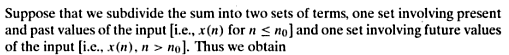 Suppose that we subdivide the sum into two sets of terms, one set involving present
and past values of the input [i.e., x(n) for n ≤ n₀] and one set involving future values
of the input [i.e., x(n), n > n₀]. Thus we obtain